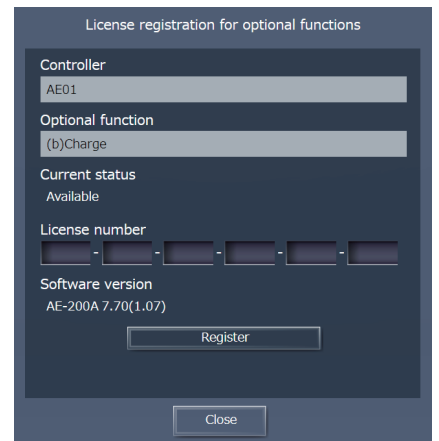 License registration for optional functions
Controller
AE01
Optional function
(b)Charge
Current status
Available
License number
- - - - -
Software version
AE-200A 7.70(1.07)
Register
Close